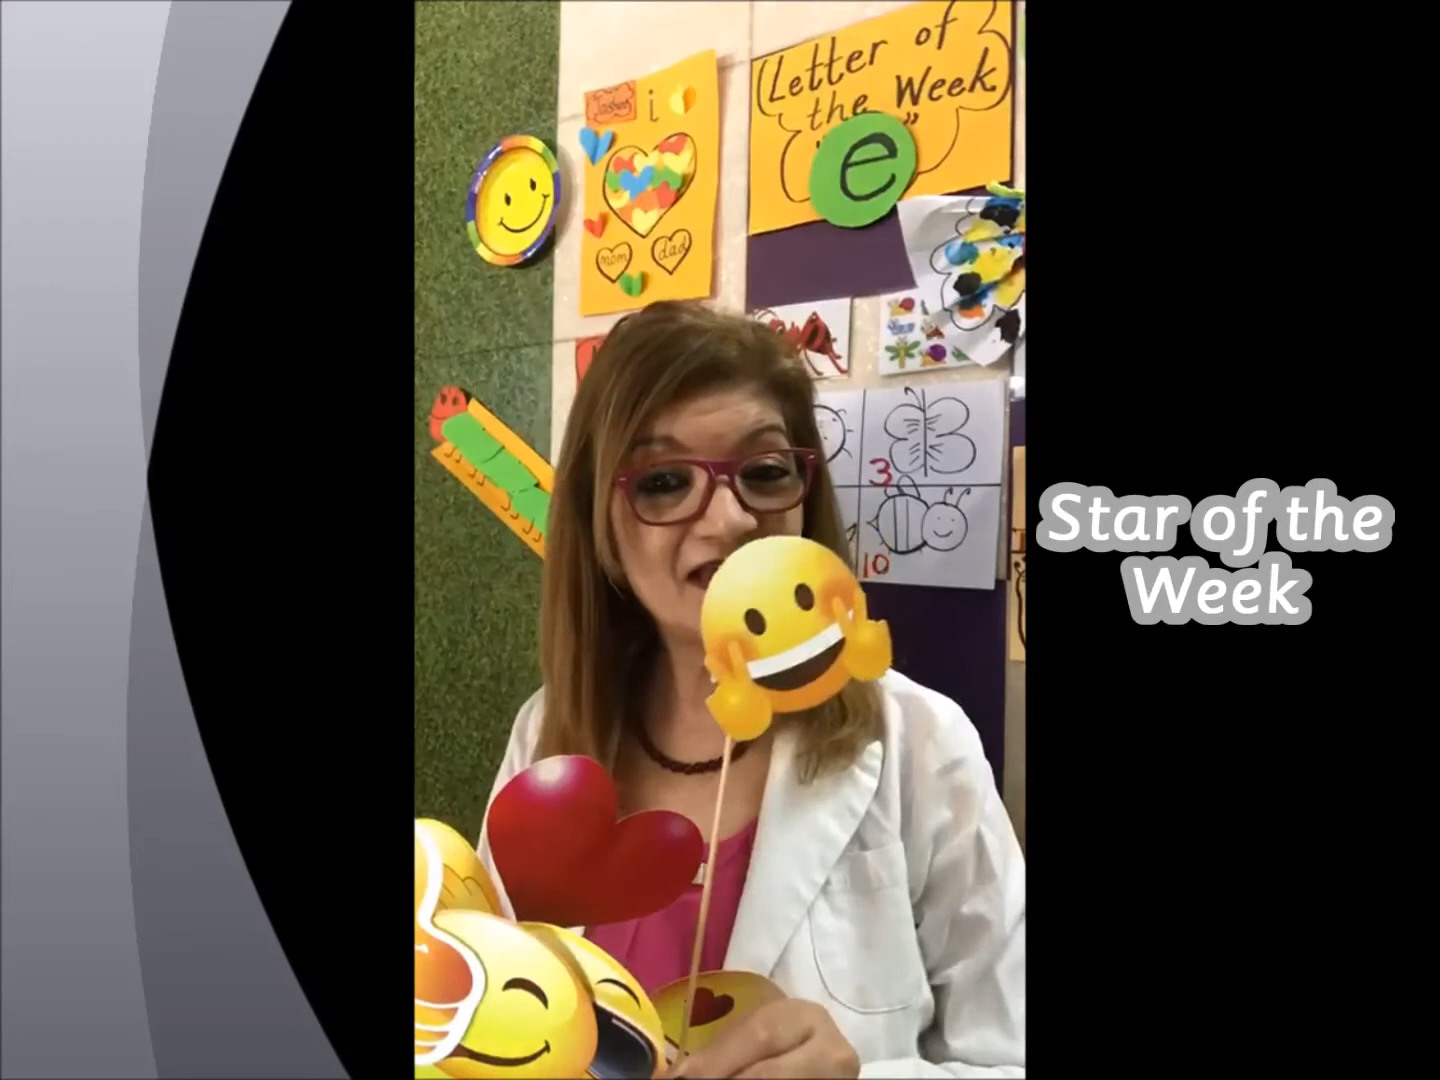 Letter of
the Week
" "
e
i
mom
dad
3
10
Star of the
Week